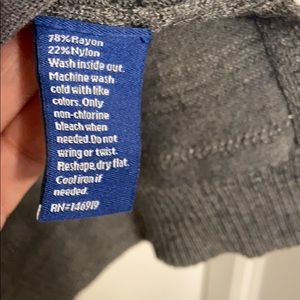 78%Rayon
22%Nylon
Wash inside out.
Machine wash
cold with like
colors. Only
non-chlorine
bleach when
needed. Do not
wring or twist.
Reshape, dry flat.
Cool iron if
needed.
RN#146919